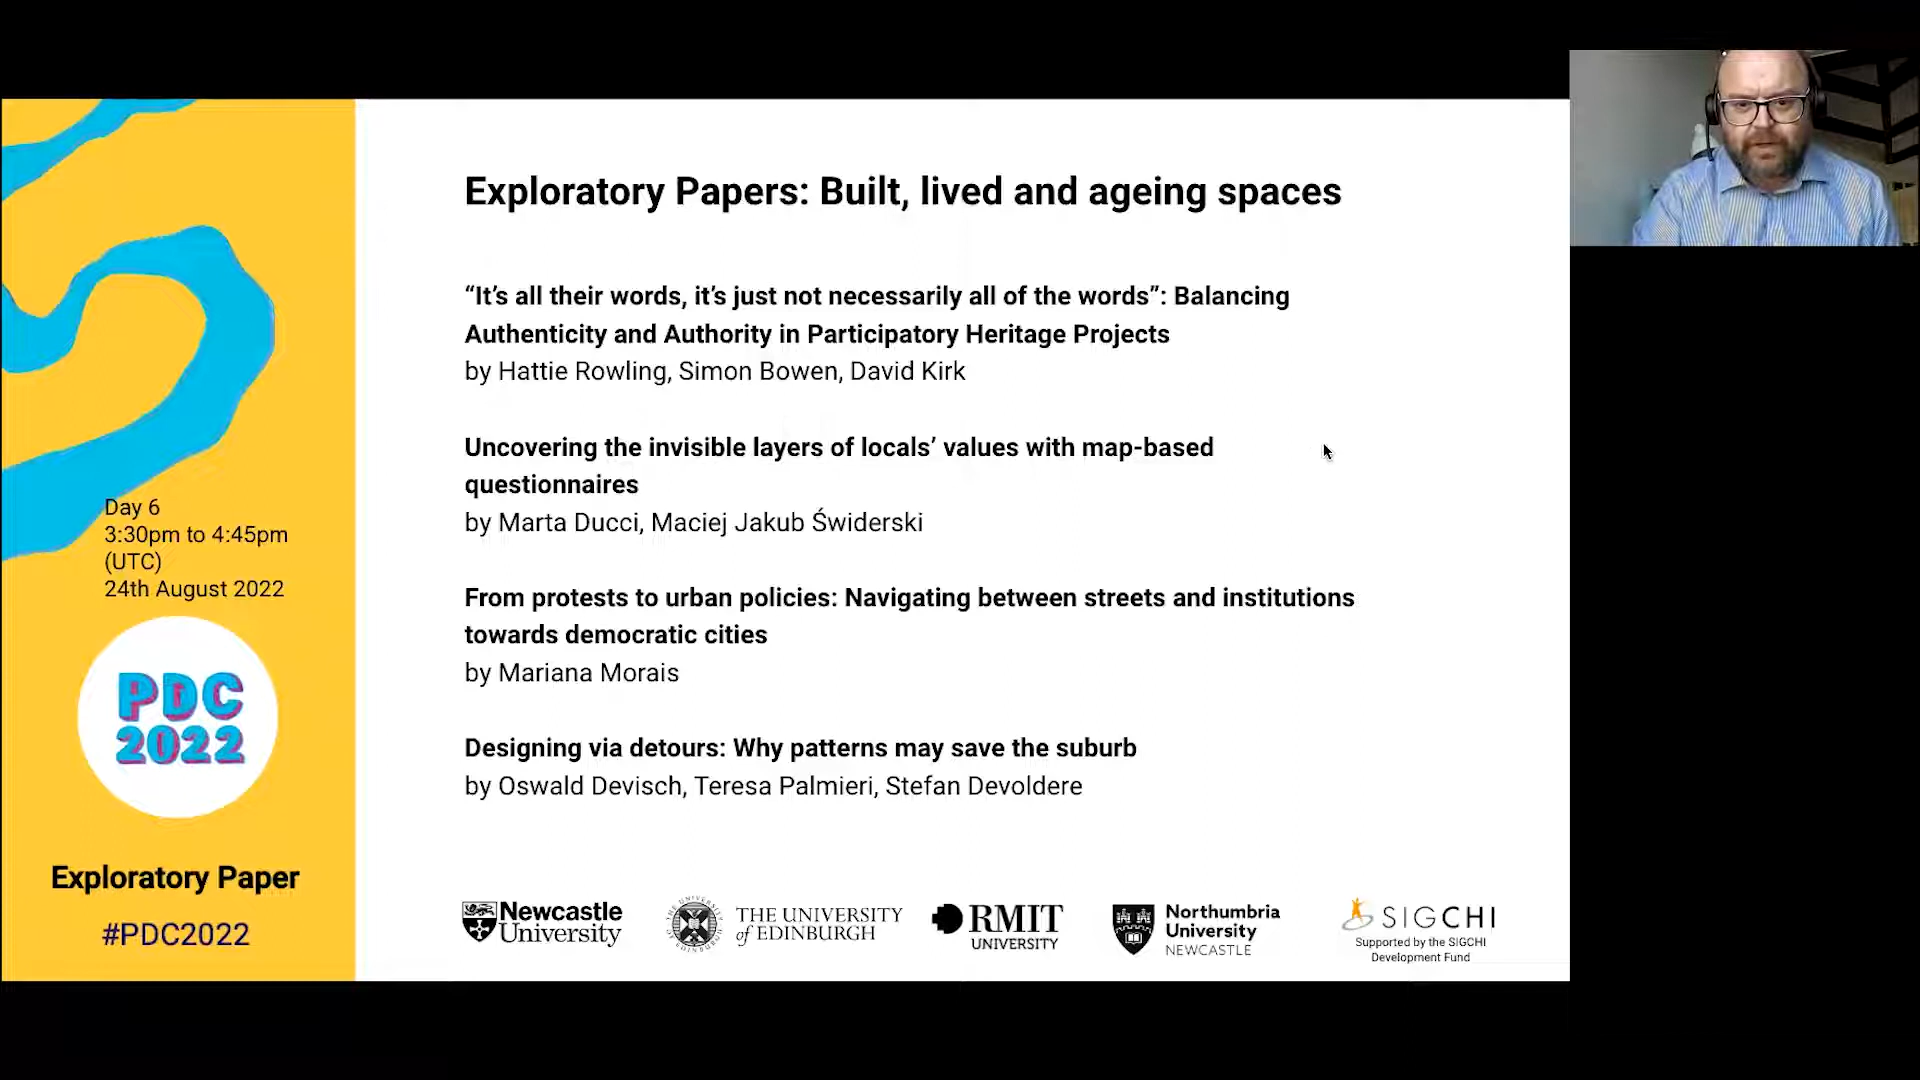 Exploratory Papers: Built, lived and ageing spaces
“It’s all their words, it’s just not necessarily all of the words”: Balancing
Authenticity and Authority in Participatory Heritage Projects
by Hattie Rowling, Simon Bowen, David Kirk
Uncovering the invisible layers of locals’ values with map-based
questionnaires
by Marta Ducci, Maciej Jakub Świderski
From protests to urban policies: Navigating between streets and institutions
towards democratic cities
by Mariana Morais
Designing via detours: Why patterns may save the suburb
by Oswald Devisch, Teresa Palmieri, Stefan Devoldere
Day 6
3:30pm to 4:45pm
(UTC)
24th August 2022
PDC
2022
Exploratory Paper
#PDC2022
Newcastle
University
THE UNIVERSITY
of EDINBURGH
RMIT
UNIVERSITY
Northumbria
University
NEWCASTLE
SIGCHI
Supported by the SIGCHI
Development Fund